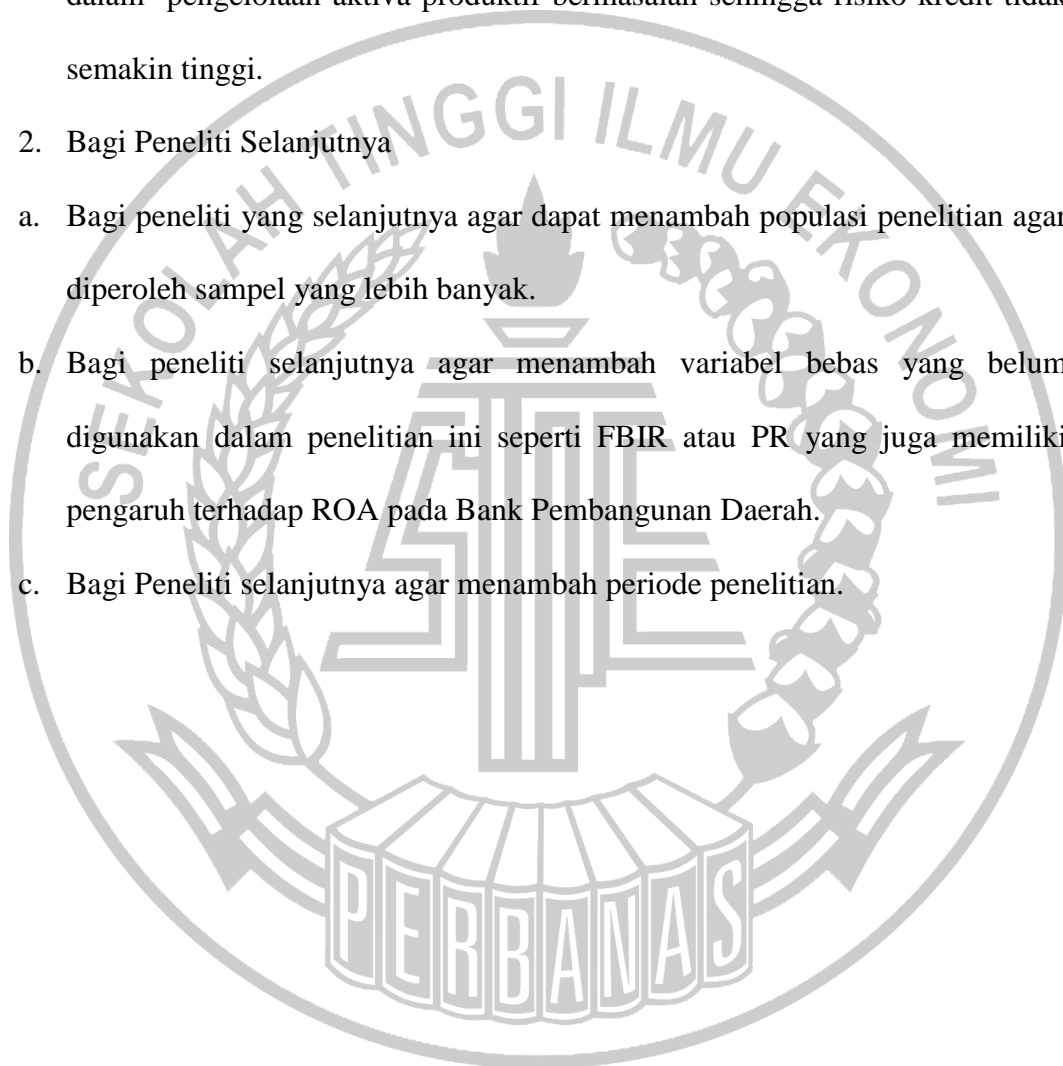 dalam pengelolaan aktiva produktif bermasalah sehingga risiko kredit tidak
semakin tinggi.
2. Bagi Peneliti Selanjutnya
a. Bagi peneliti yang selanjutnya agar dapat menambah populasi penelitian agar
diperoleh sampel yang lebih banyak.
b. Bagi peneliti selanjutnya agar menambah variabel bebas yang belum
digunakan dalam penelitian ini seperti FBIR atau PR yang juga memiliki
pengaruh terhadap ROA pada Bank Pembangunan Daerah.
c. Bagi Peneliti selanjutnya agar menambah periode penelitian.
SEKOLAH TINGGI ILMU EKONOMI
PERBANAS